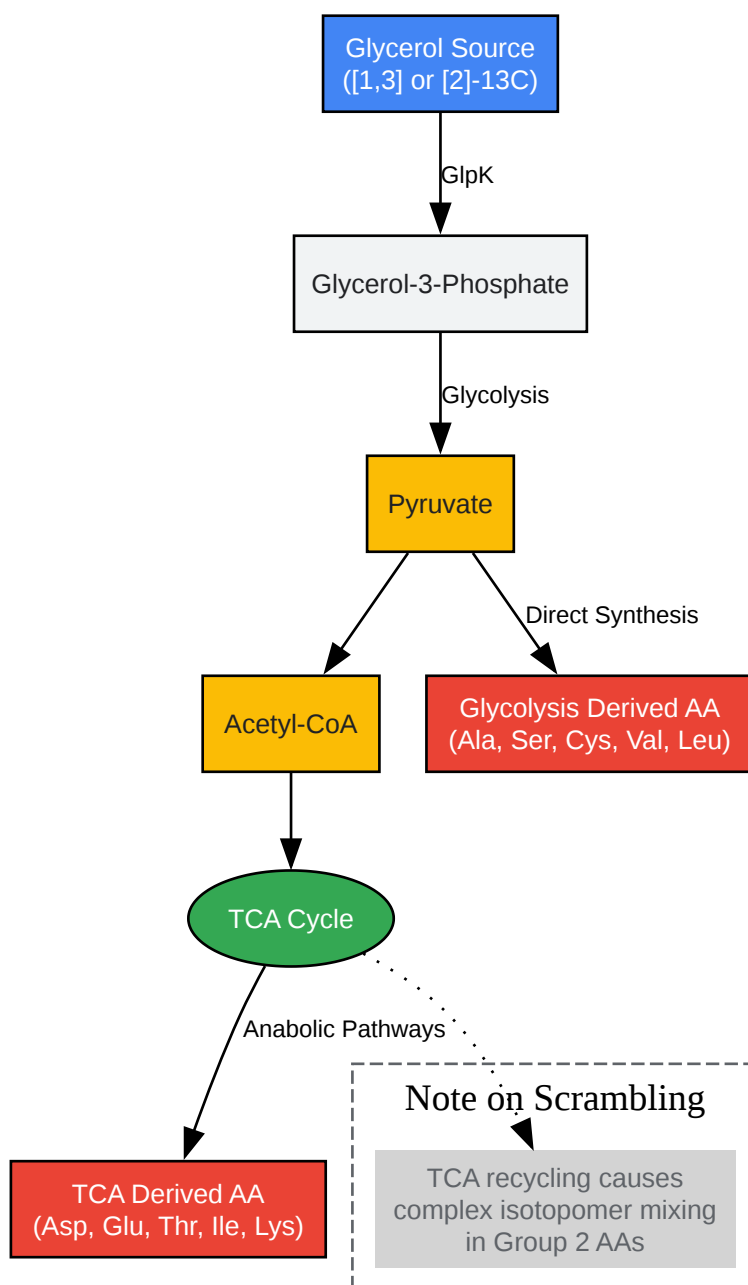 Glycerol Source
([1,3] or [2]-13C)
GlpK
Glycerol-3-Phosphate
Glycolysis
Pyruvate
Direct Synthesis
Acetyl-CoA
Glycolysis Derived AA
(Ala, Ser, Cys, Val, Leu)
TCA Cycle
Anabolic Pathways
Note on Scrambling
TCA Derived AA
(Asp, Glu, Thr, Ile, Lys)
TCA recycling causes
complex isotopomer mixing
in Group 2 AAs